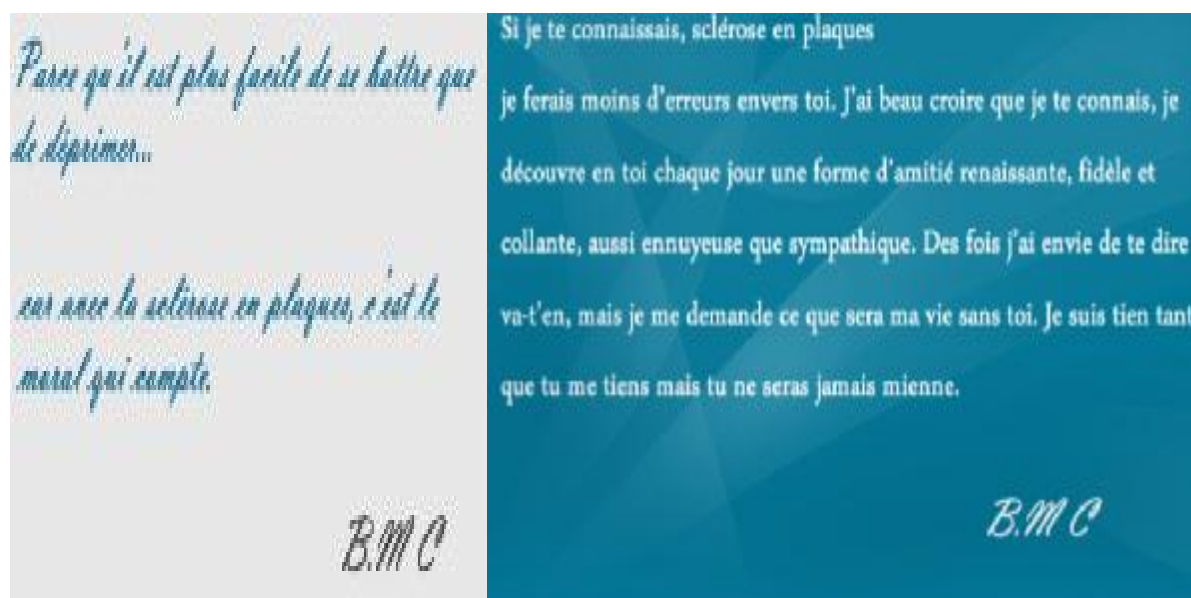 Parce qu'il est plus facile de se battre que
de déprimer...
car avec la sclérose en plaques, c'est le
moral qui compte.
B.M C
Si je te connaissais, sclérose en plaques
je ferais moins d'erreurs envers toi. J'ai beau croire que je te connais, je
découvre en toi chaque jour une forme d'amitié renaissante, fidèle et
collante, aussi ennuyeuse que sympathique. Des fois j'ai envie de te dire
va-t'en, mais je me demande ce que sera ma vie sans toi. Je suis tien tant
que tu me tiens mais tu ne seras jamais mienne.
B.M C